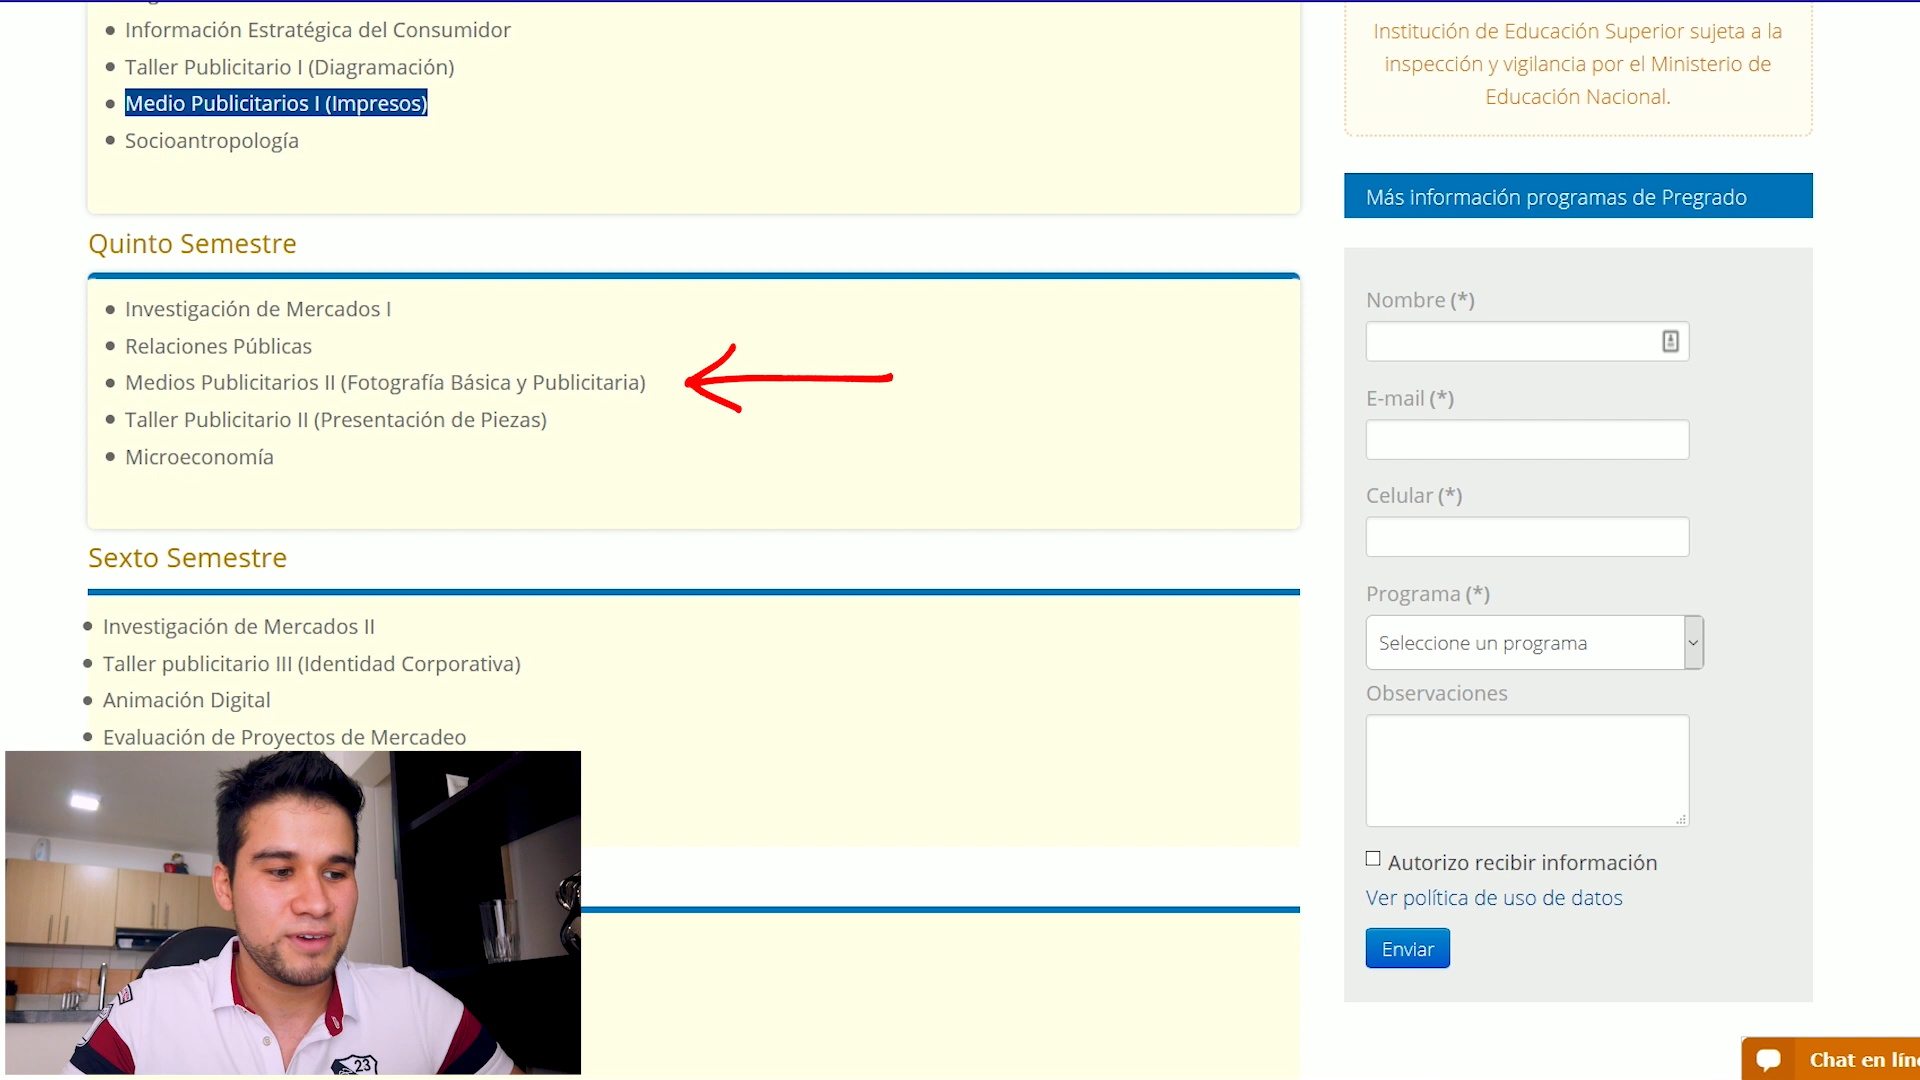 Información Estratégica del Consumidor
Taller Publicitario I (Diagramación)
Medio Publicitarios I (Impresos)
Socioantropología
Quinto Semestre
Investigación de Mercados I
Relaciones Públicas
Medios Publicitarios II (Fotografía Básica y Publicitaria)
Taller Publicitario II (Presentación de Piezas)
Microeconomía
Sexto Semestre
Investigación de Mercados II
Taller publicitario III (Identidad Corporativa)
Animación Digital
Evaluación de Proyectos de Mercadeo
Institución de Educación Superior sujeta a la
inspección y vigilancia por el Ministerio de
Educación Nacional.
Más información programas de Pregrado
Nombre (*)
E-mail (*)
Celular (*)
Programa (*)
Seleccione un programa
Observaciones
Autorizo recibir información
Ver política de uso de datos
Enviar
Chat en líne
23